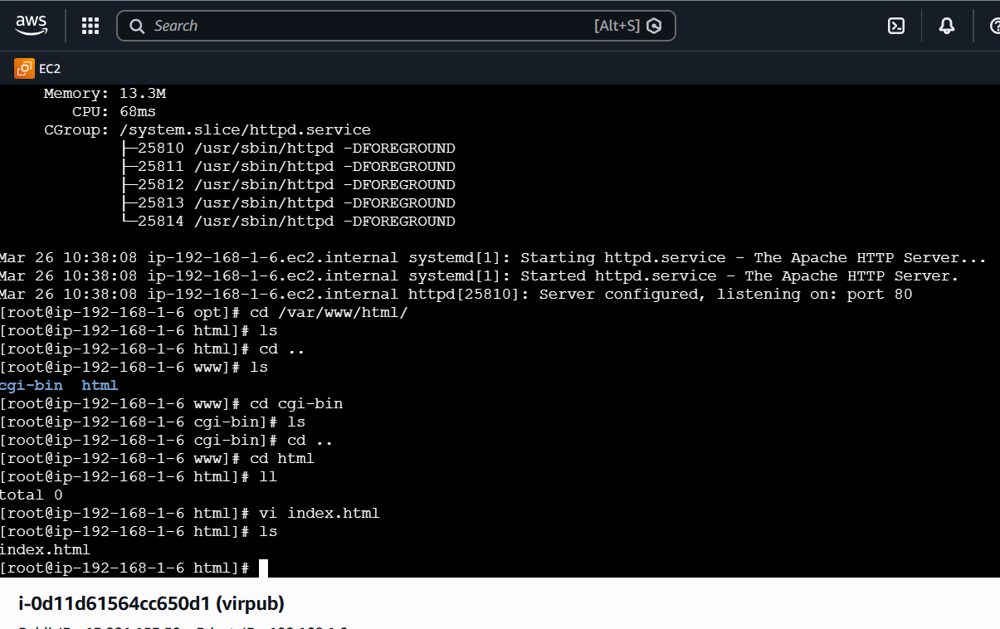 aws
Search [Alt+S]
EC2
Memory: 13.3M
CPU: 68ms
CGroup: /system.slice/httpd.service
├─25810 /usr/sbin/httpd -DFOREGROUND
├─25811 /usr/sbin/httpd -DFOREGROUND
├─25812 /usr/sbin/httpd -DFOREGROUND
├─25813 /usr/sbin/httpd -DFOREGROUND
└─25814 /usr/sbin/httpd -DFOREGROUND
Mar 26 10:38:08 ip-192-168-1-6.ec2.internal systemd[1]: Starting httpd.service - The Apache HTTP Server...
Mar 26 10:38:08 ip-192-168-1-6.ec2.internal systemd[1]: Started httpd.service - The Apache HTTP Server.
Mar 26 10:38:08 ip-192-168-1-6.ec2.internal httpd[25810]: Server configured, listening on: port 80
[root@ip-192-168-1-6 opt]# cd /var/www/html/
[root@ip-192-168-1-6 html]# ls
[root@ip-192-168-1-6 html]# cd ..
[root@ip-192-168-1-6 www]# ls
cgi-bin  html
[root@ip-192-168-1-6 www]# cd cgi-bin
[root@ip-192-168-1-6 cgi-bin]# ls
[root@ip-192-168-1-6 cgi-bin]# cd ..
[root@ip-192-168-1-6 www]# cd html
[root@ip-192-168-1-6 html]# ll
total 0
[root@ip-192-168-1-6 html]# vi index.html
[root@ip-192-168-1-6 html]# ls
index.html
[root@ip-192-168-1-6 html]#
i-0d11d61564cc650d1 (virpub)